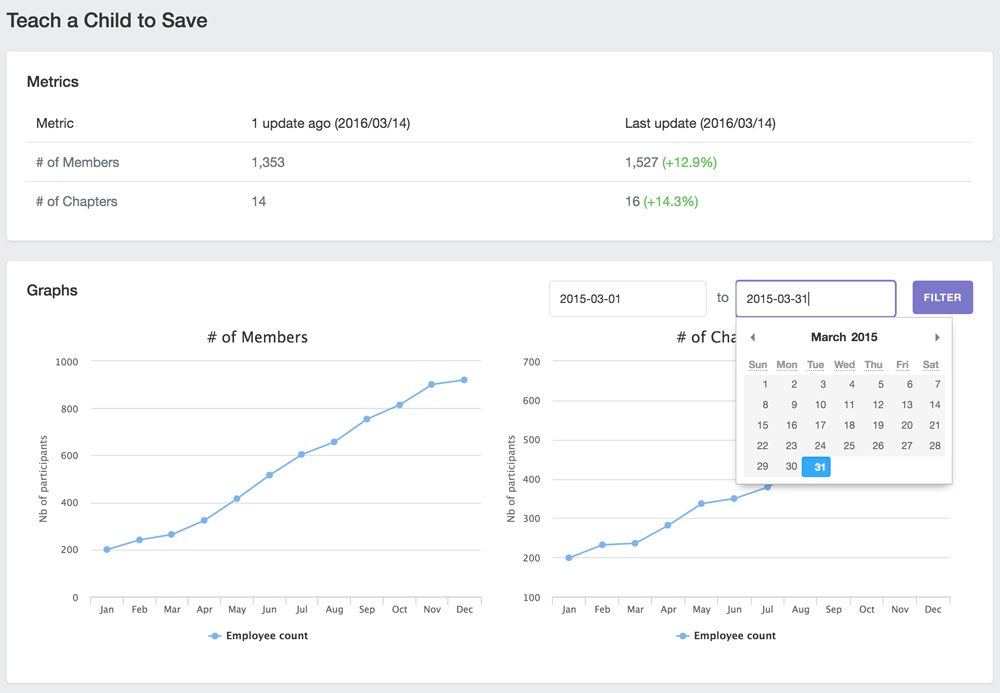 Teach a Child to Save
Metrics
Metric 1 update ago (2016/03/14) Last update (2016/03/14)
# of Members 1,353 1,527 (+12.9%)
# of Chapters 14 16 (+14.3%)
Graphs
2015-03-01 to 2015-03-31 FILTER
# of Members
1000
800
600
400
200
0
Nb of participants
Jan Feb Mar Apr May Jun Jul Aug Sep Oct Nov Dec
Employee count
# of Cha
700
600
500
400
300
200
100
Nb of participants
Jan Feb Mar Apr May Jun Jul Aug Sep Oct Nov Dec
Employee count
March 2015
Sun Mon Tue Wed Thu Fri Sat
1 2 3 4 5 6 7
8 9 10 11 12 13 14
15 16 17 18 19 20 21
22 23 24 25 26 27 28
29 30 31